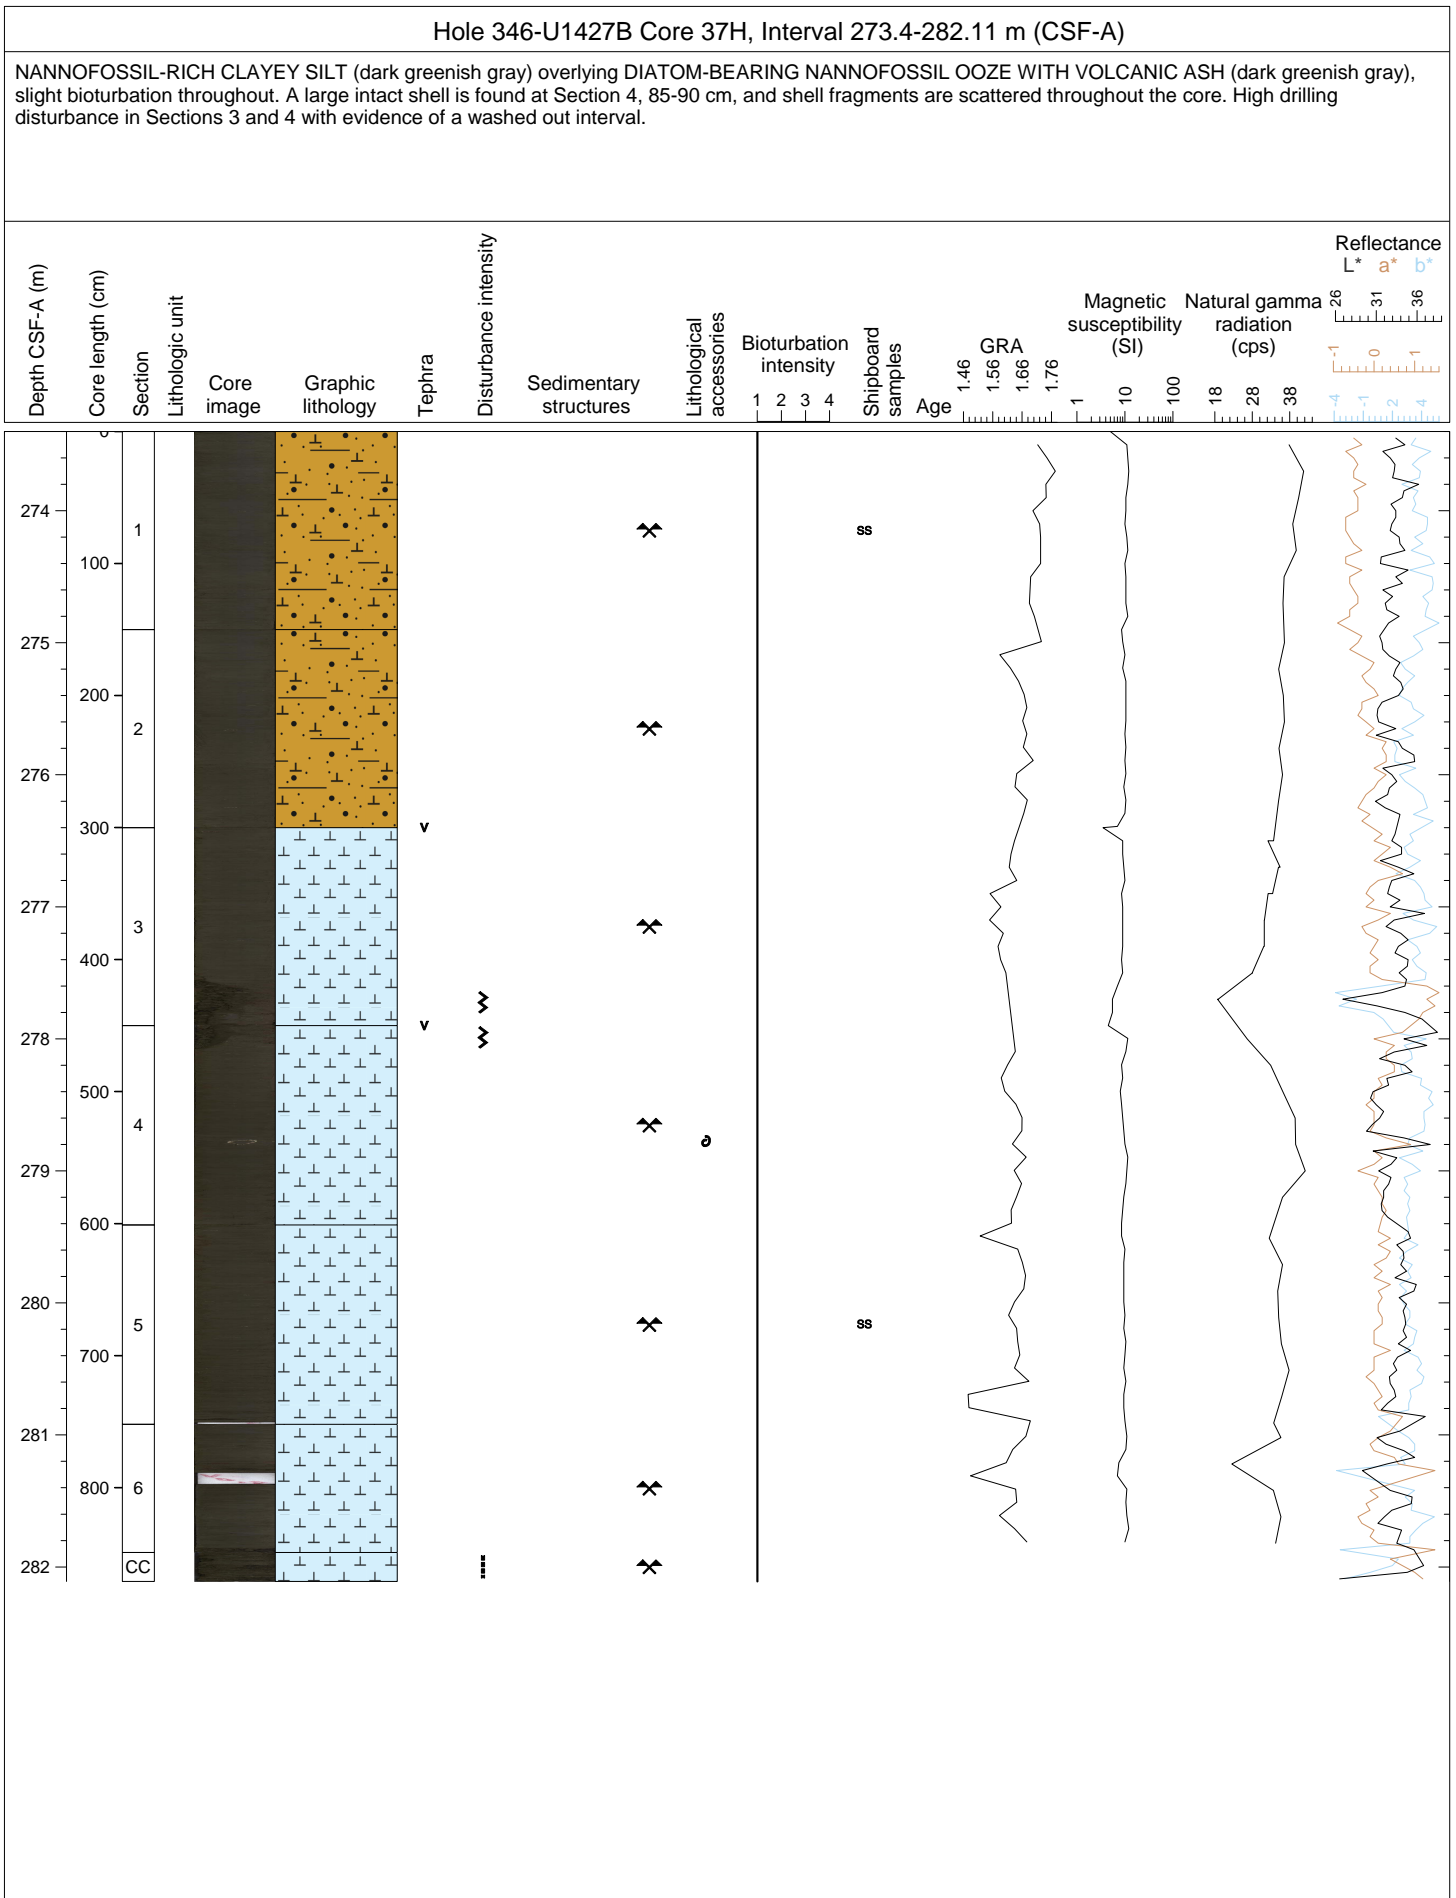 Hole 346-U1427B Core 37H, Interval 273.4-282.11 m (CSF-A)
NANNOFOSSIL-RICH CLAYEY SILT (dark greenish gray) overlying DIATOM-BEARING NANNOFOSSIL OOZE WITH VOLCANIC ASH (dark greenish gray),
slight bioturbation throughout. A large intact shell is found at Section 4, 85-90 cm, and shell fragments are scattered throughout the core. High drilling
disturbance in Sections 3 and 4 with evidence of a washed out interval.
Depth CSF-A (m)
Core length (cm)
Section
Lithologic unit
Core
image
Graphic
lithology
Tephra
Disturbance intensity
Sedimentary
structures
Lithological
accessories
Bioturbation
intensity
1 2 3 4
Shipboard
samples
Age
GRA
1.46 1.56 1.66 1.76
Magnetic
susceptibility
(SI)
1 10 100
Natural gamma
radiation
(cps)
18 28 38
Reflectance
L* a* b*
26 31 36
-1 0 1
-4 -1 2 4
0
274
1
ss
100
275
200
2
276
300
v
277
3
400
v
278
500
4
279
600
280
5
ss
700
281
800
6
282
CC